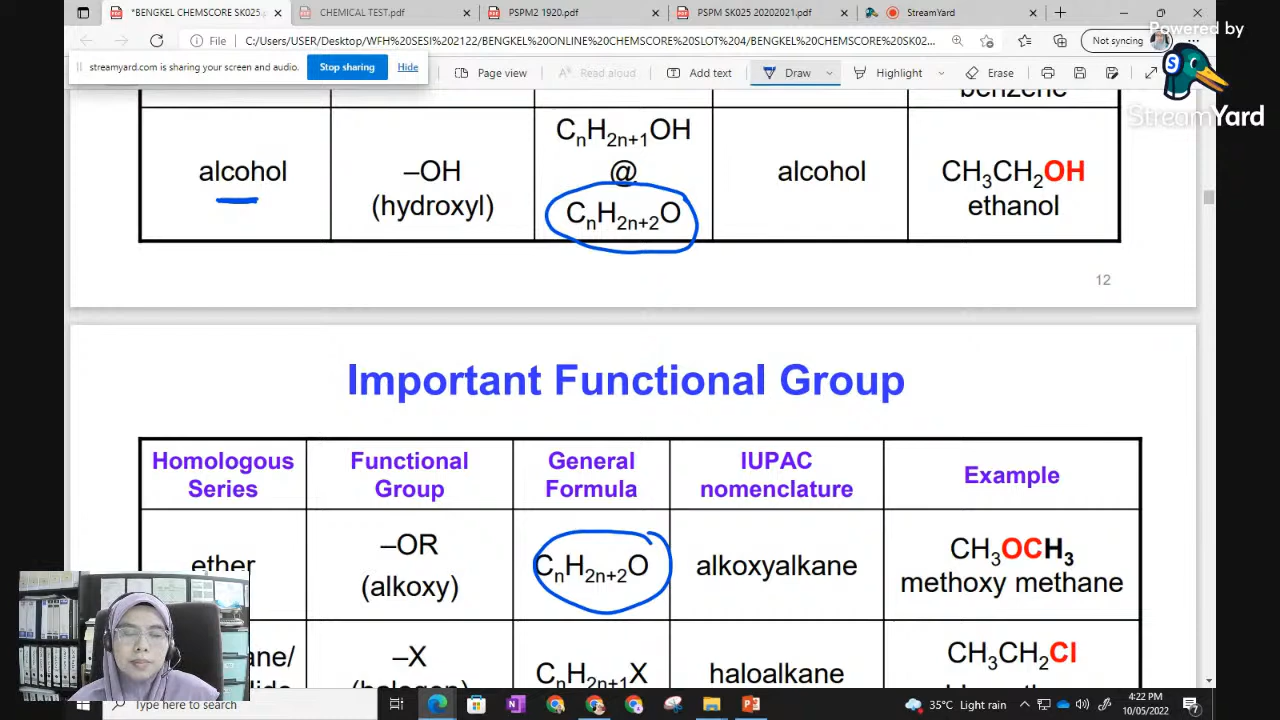 *BENGKEL CHEMSCORE SK025. CHEMICAL TEST.pdf PSPM2 1920.pdf PSPM SK025 20202021.pdf StreamYard
Powered by
File C:/Users/USER/Desktop/WFH%20SESI%202122/BENGKEL%20ONLINE%20CHEMSCORE%20SLOT%204/BENGKEL%20CHEMSCORE%20SK02... Not syncing
streamyard.com is sharing your screen and audio. Stop sharing Hide Page view Read aloud Add text Draw Highlight Erase
StreamYard
benzene
CnH2n+1OH
@
CnH2n+2O
alcohol –OH alcohol CH3CH2OH
(hydroxyl) ethanol
12
Important Functional Group
Homologous Series Functional Group General Formula IUPAC nomenclature Example
ether –OR CnH2n+2O alkoxyalkane CH3OCH3
(alkoxy) methoxy methane
ane/ –X CnH2n+1X haloalkane CH3CH2Cl
Type here to search 35°C Light rain 4:22 PM
10/05/2022